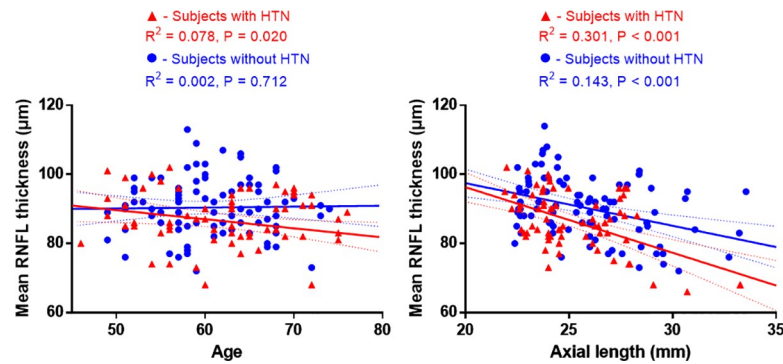 ▲ - Subjects with HTN
R² = 0.078, P = 0.020
● - Subjects without HTN
R² = 0.002, P = 0.712
120
100
80
60
Mean RNFL thickness (µm)
50
60
70
80
Age
▲ - Subjects with HTN
R² = 0.301, P < 0.001
● - Subjects without HTN
R² = 0.143, P < 0.001
120
100
80
60
Mean RNFL thickness (µm)
20
25
30
35
Axial length (mm)